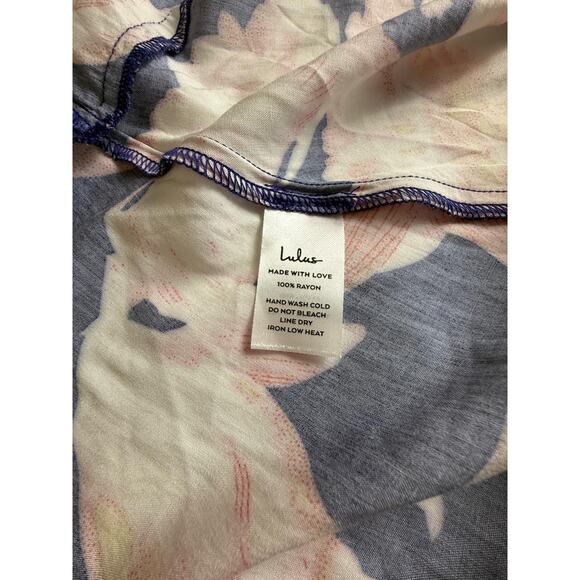 Lulus
MADE WITH LOVE
100% RAYON
HAND WASH COLD
DO NOT BLEACH
LINE DRY
IRON LOW HEAT